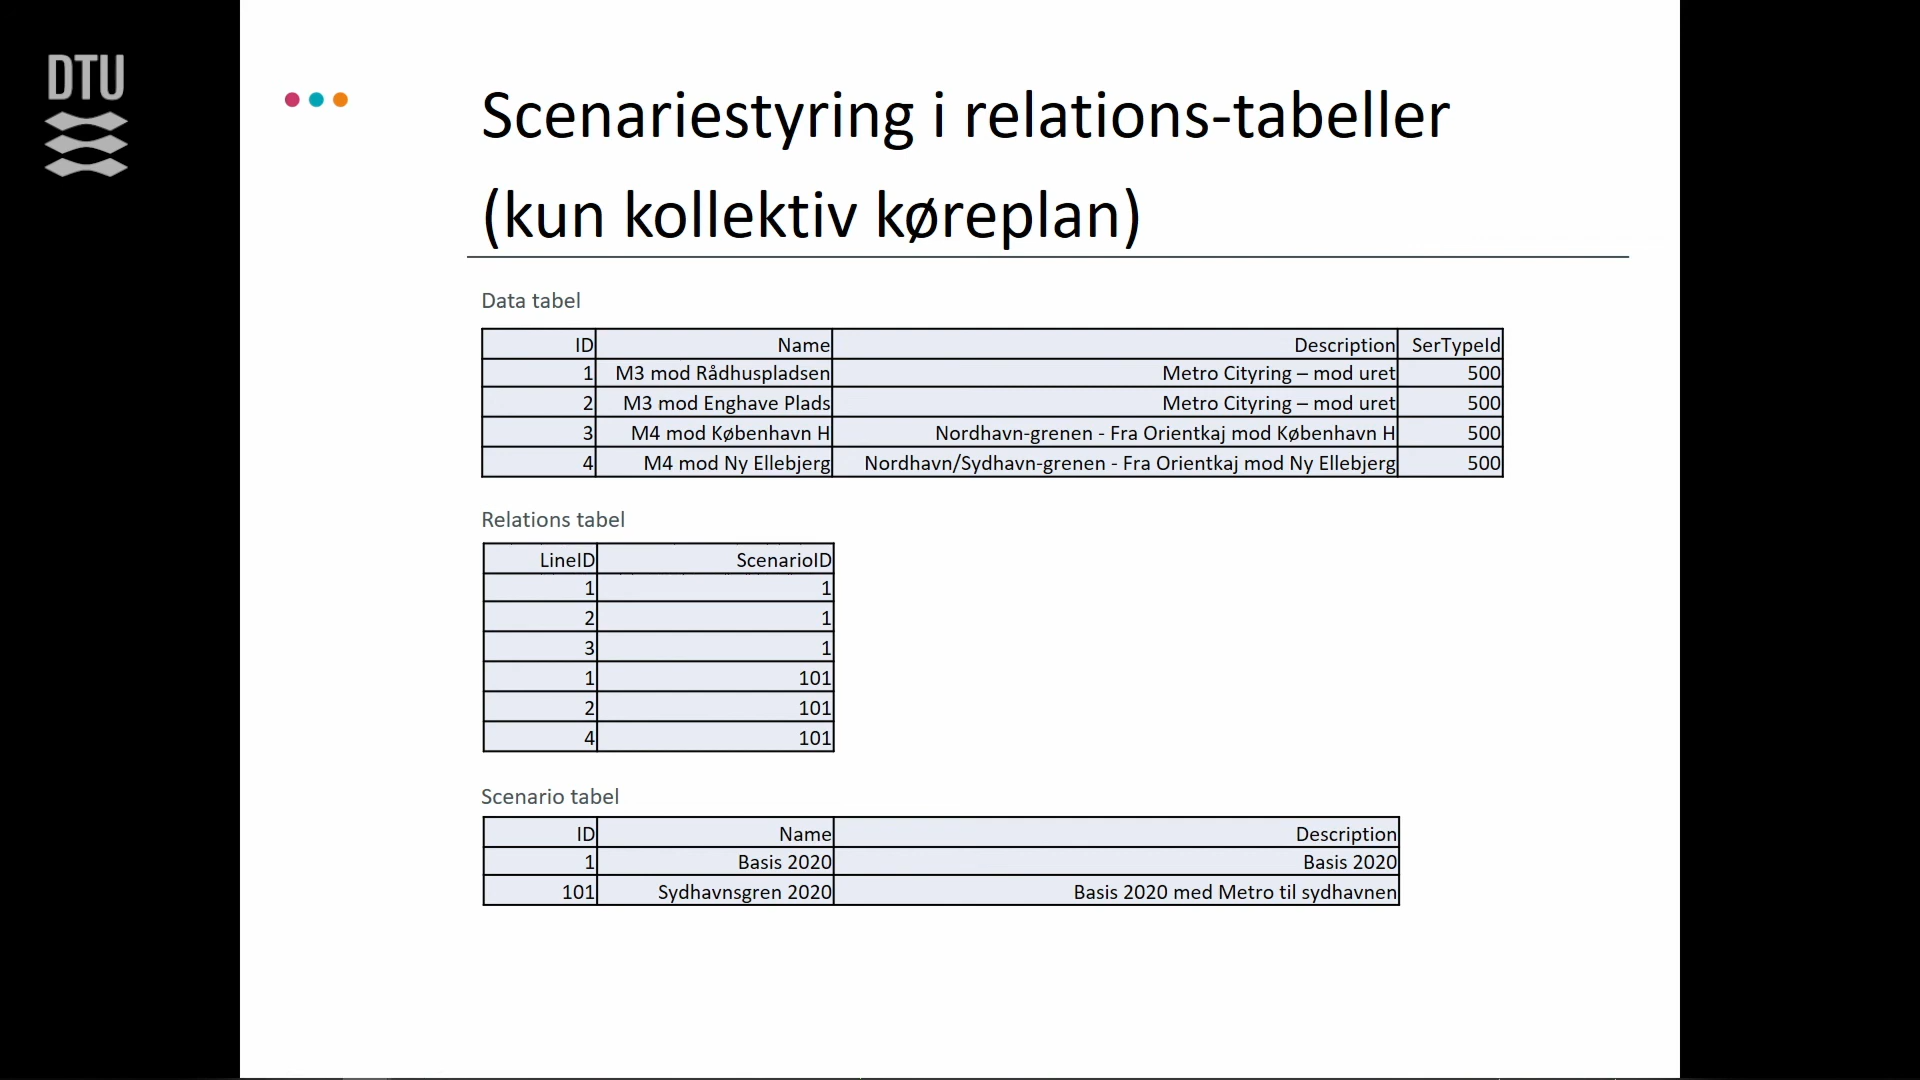 DTU
Scenariestyring i relations-tabeller
(kun kollektiv køreplan)
Data tabel
ID Name Description SerTypeId
1 M3 mod Rådhuspladsen Metro Cityring – mod uret 500
2 M3 mod Enghave Plads Metro Cityring – mod uret 500
3 M4 mod København H Nordhavn-grenen - Fra Orientkaj mod København H 500
4 M4 mod Ny Ellebjerg Nordhavn/Sydhavn-grenen - Fra Orientkaj mod Ny Ellebjerg 500
Relations tabel
LineID ScenarioID
1 1
2 1
3 1
1 101
2 101
4 101
Scenario tabel
ID Name Description
1 Basis 2020 Basis 2020
101 Sydhavnsgren 2020 Basis 2020 med Metro til sydhavnen